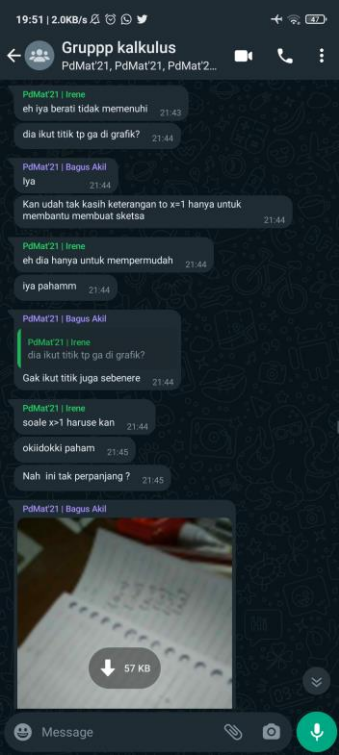 19:51 | 2.0KB/s
47
Gruppp kalkulus
PdMat'21, PdMat'21, PdMat'2...
PdMat'21 | Irene
eh iya berati tidak memenuhi 21:43
dia ikut titik tp ga di grafik? 21:44
PdMat'21 | Bagus Akil
Iya 21:44
Kan udah tak kasih keterangan to x=1 hanya untuk
membantu membuat sketsa 21:44
PdMat'21 | Irene
eh dia hanya untuk mempermudah 21:44
iya pahamm 21:44
PdMat'21 | Bagus Akil
PdMat'21 | Irene
dia ikut titik tp ga di grafik?
Gak ikut titik juga sebenere 21:44
PdMat'21 | Irene
soale x>1 haruse kan 21:44
okiidokki paham 21:45
Nah ini tak perpanjang ? 21:45
PdMat'21 | Bagus Akil
57 KB
Message